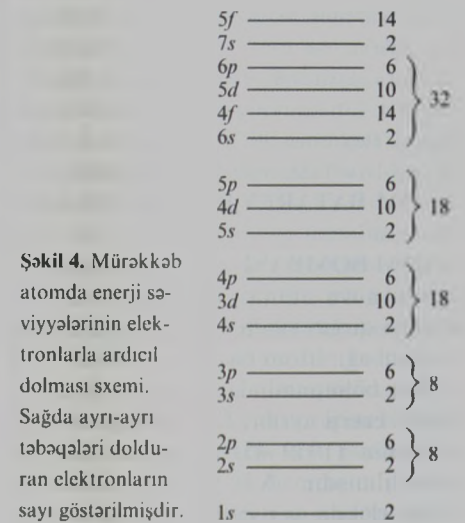 5f 14
7s 2
6p 6
5d 10
4f 14
6s 2
32
5p 6
4d 10
5s 2
18
4p 6
3d 10
4s 2
18
3p 6
3s 2
8
2p 6
2s 2
8
1s 2
Şəkil 4. Mürəkkəb
atomda enerji sə-
viyyələrinin elek-
tronlarla ardıcıl
dolması sxemi.
Sağda ayrı-ayrı
təbəqələri doldu-
ran elektronların
sayı göstərilmişdir.